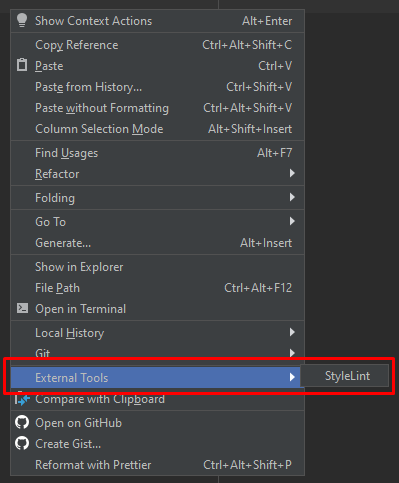 Show Context Actions Alt+Enter
Copy Reference Ctrl+Alt+Shift+C
Paste Ctrl+V
Paste from History... Ctrl+Shift+V
Paste without Formatting Ctrl+Alt+Shift+V
Column Selection Mode Alt+Shift+Insert
Find Usages Alt+F7
Refactor
Folding
Go To
Generate... Alt+Insert
Show in Explorer
File Path Ctrl+Alt+F12
Open in Terminal
Local History
Git
External Tools StyleLint
Compare with Clipboard
Open on GitHub
Create Gist...
Reformat with Prettier Ctrl+Alt+Shift+P